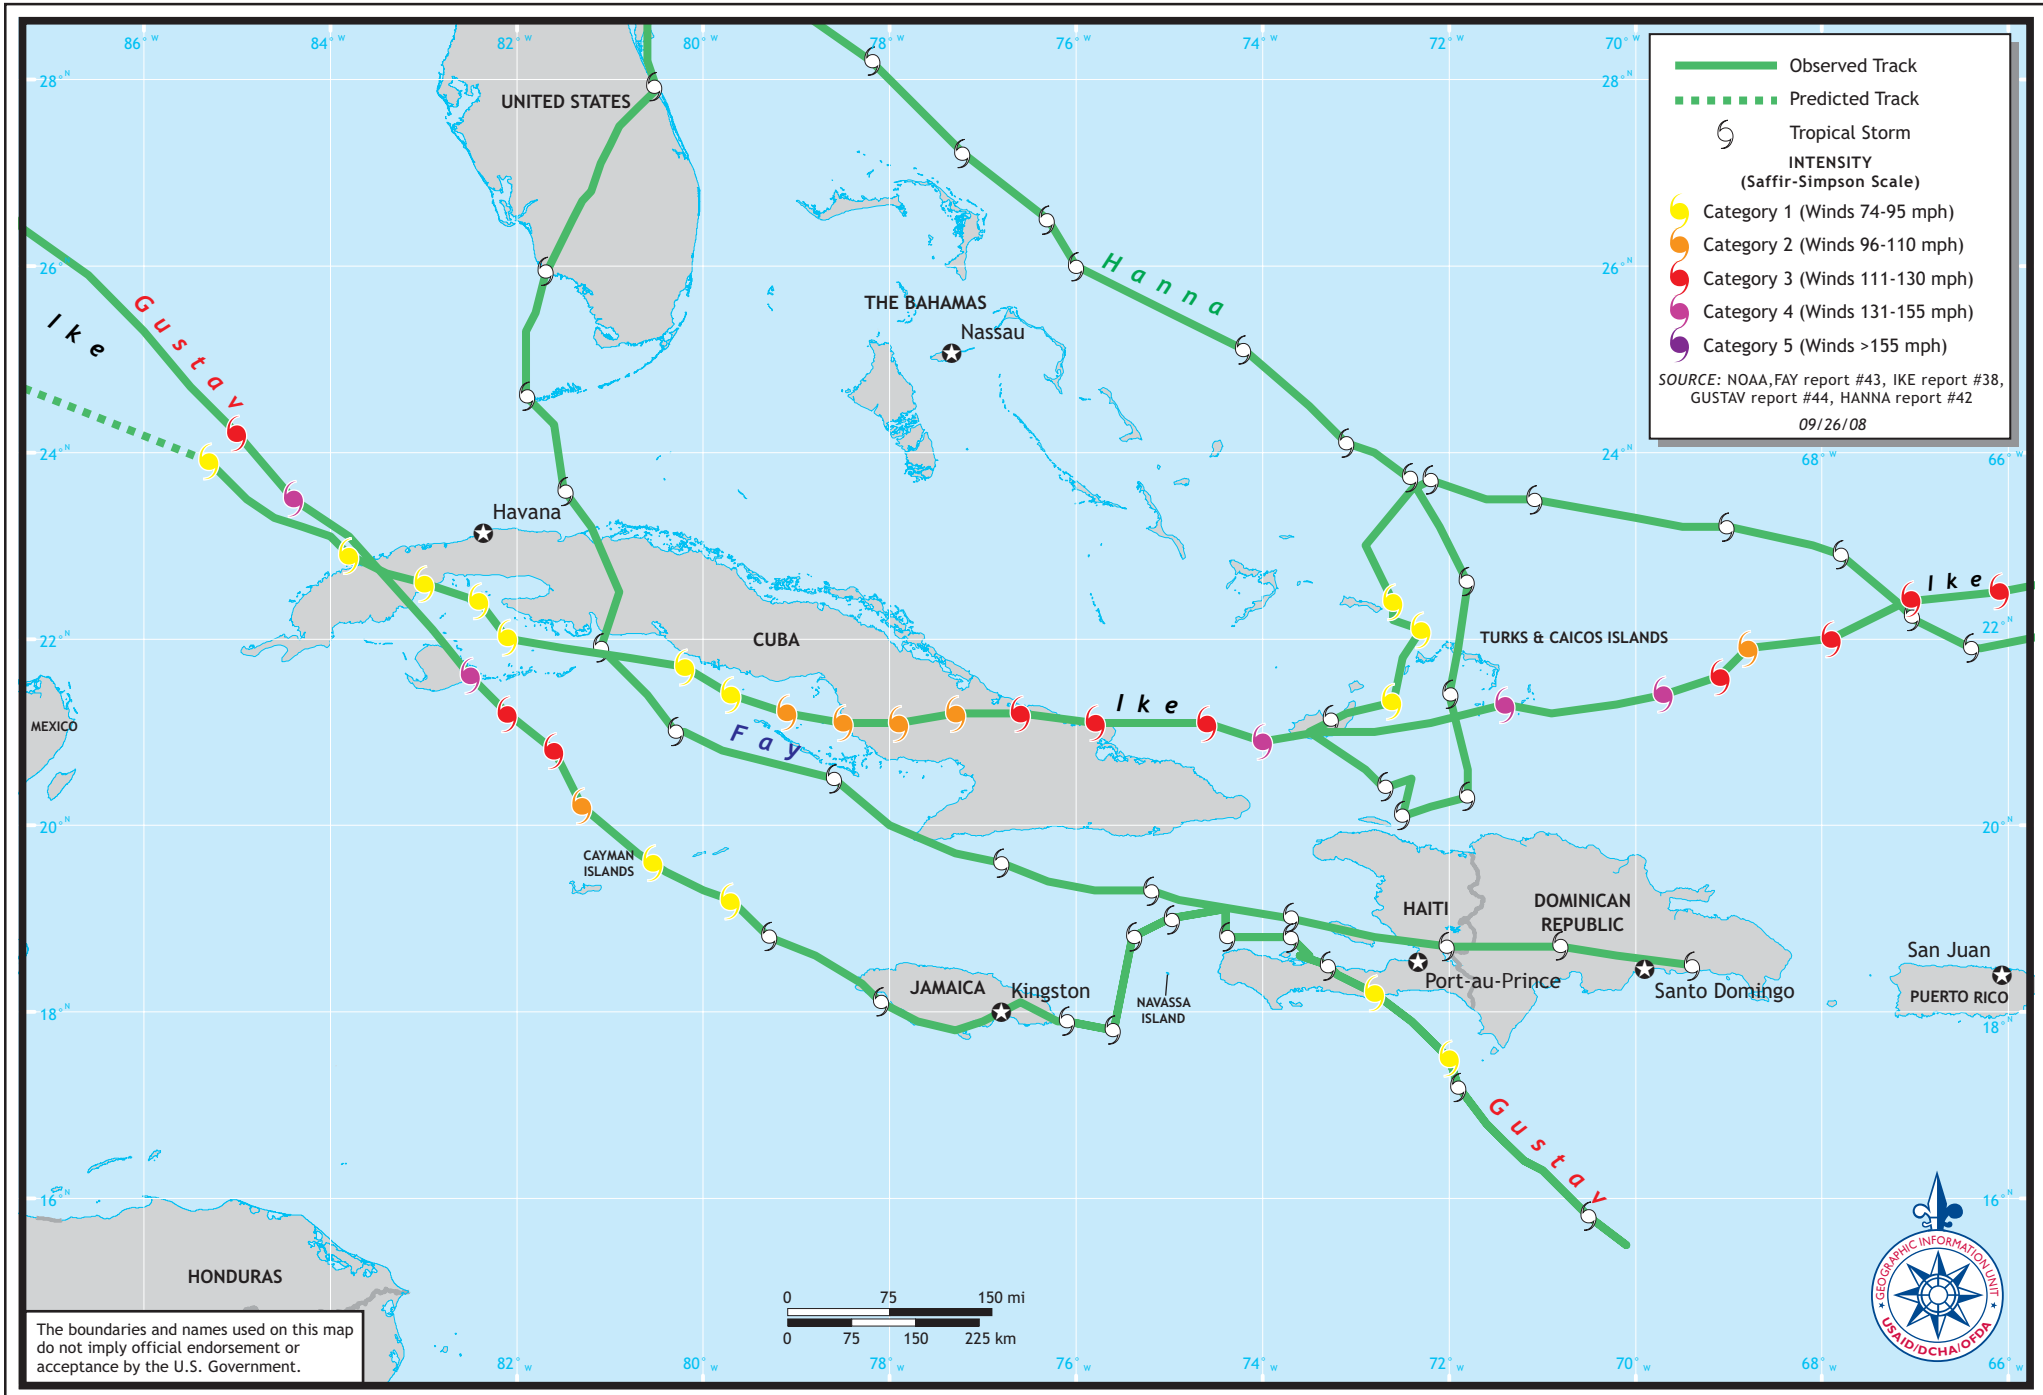 86°W 84°W 82°W 80°W 78°W 76°W 74°W 72°W 70°W
28°N 28°N
Observed Track
Predicted Track
Tropical Storm
INTENSITY
(Saffir-Simpson Scale)
Category 1 (Winds 74-95 mph)
Category 2 (Winds 96-110 mph)
Category 3 (Winds 111-130 mph)
Category 4 (Winds 131-155 mph)
Category 5 (Winds >155 mph)
SOURCE: NOAA,FAY report #43, IKE report #38,
GUSTAV report #44, HANNA report #42
09/26/08
UNITED STATES
26°N 26°N
Hanna
THE BAHAMAS
Nassau
Gustav
Ike
24°N 24°N 68°W 66°W
Havana
Ike
22°N 22°N
CUBA
TURKS & CAICOS ISLANDS
MEXICO
Ike
Fay
20°N 20°N
CAYMAN
ISLANDS
HAITI
DOMINICAN
REPUBLIC
San Juan
PUERTO RICO
Port-au-Prince
Santo Domingo
JAMAICA
Kingston
NAVASSA
ISLAND
18°N 18°N
Gustav
16°N 16°N
HONDURAS
0 75 150 mi
0 75 150 225 km
GEOGRAPHIC INFORMATION UNIT
USAID/DCHA/OFDA
The boundaries and names used on this map
do not imply official endorsement or
acceptance by the U.S. Government.
82°W 80°W 78°W 76°W 74°W 72°W 70°W 68°W 66°W